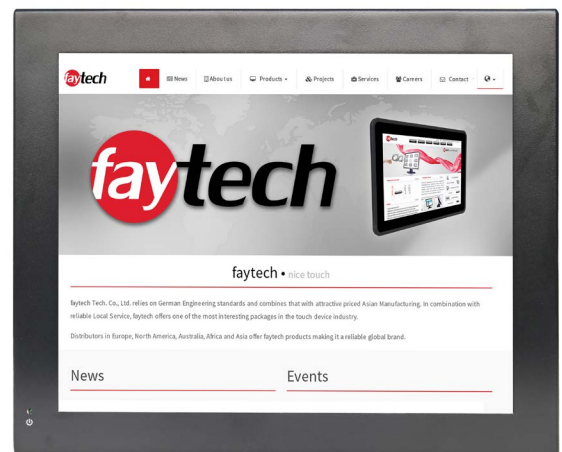 faytech
News
About us
Products
Projects
Services
Careers
Contact
faytech
faytech • nice touch
faytech Tech. Co., Ltd. relies on German Engineering standards and combines that with attractive priced Asian Manufacturing. In combination with
reliable Local Service, faytech offers one of the most interesting packages in the touch device industry.
Distributors in Europe, North America, Australia, Africa and Asia offer faytech products making it a reliable global brand.
News
Events